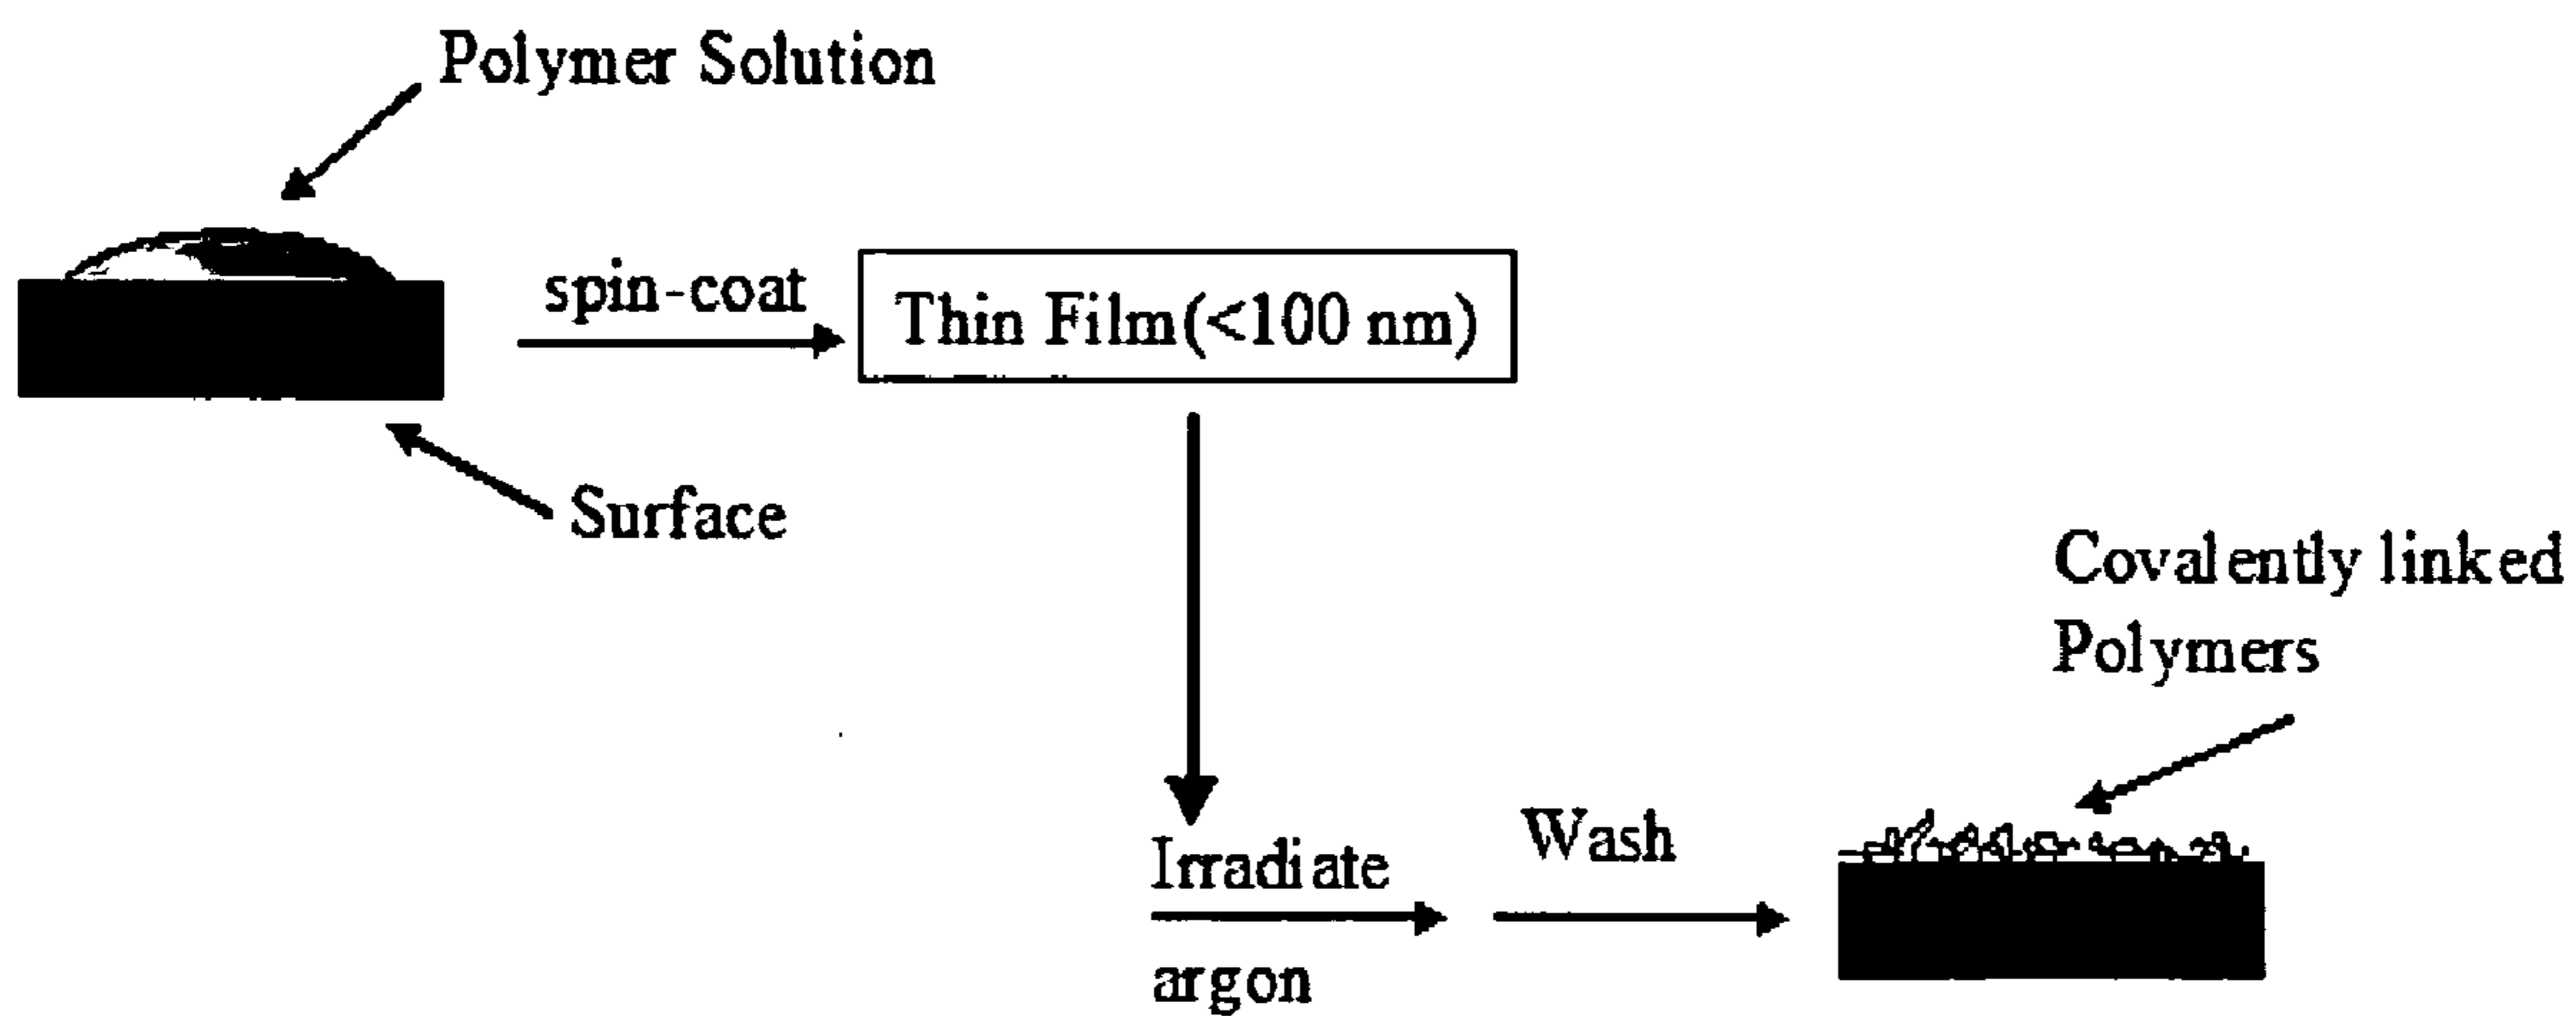 Polymer Solution
spin-coat
Thin Film(<100 nm)
Surface
Covalently linked
Polymers
Irradiate
argon
Wash